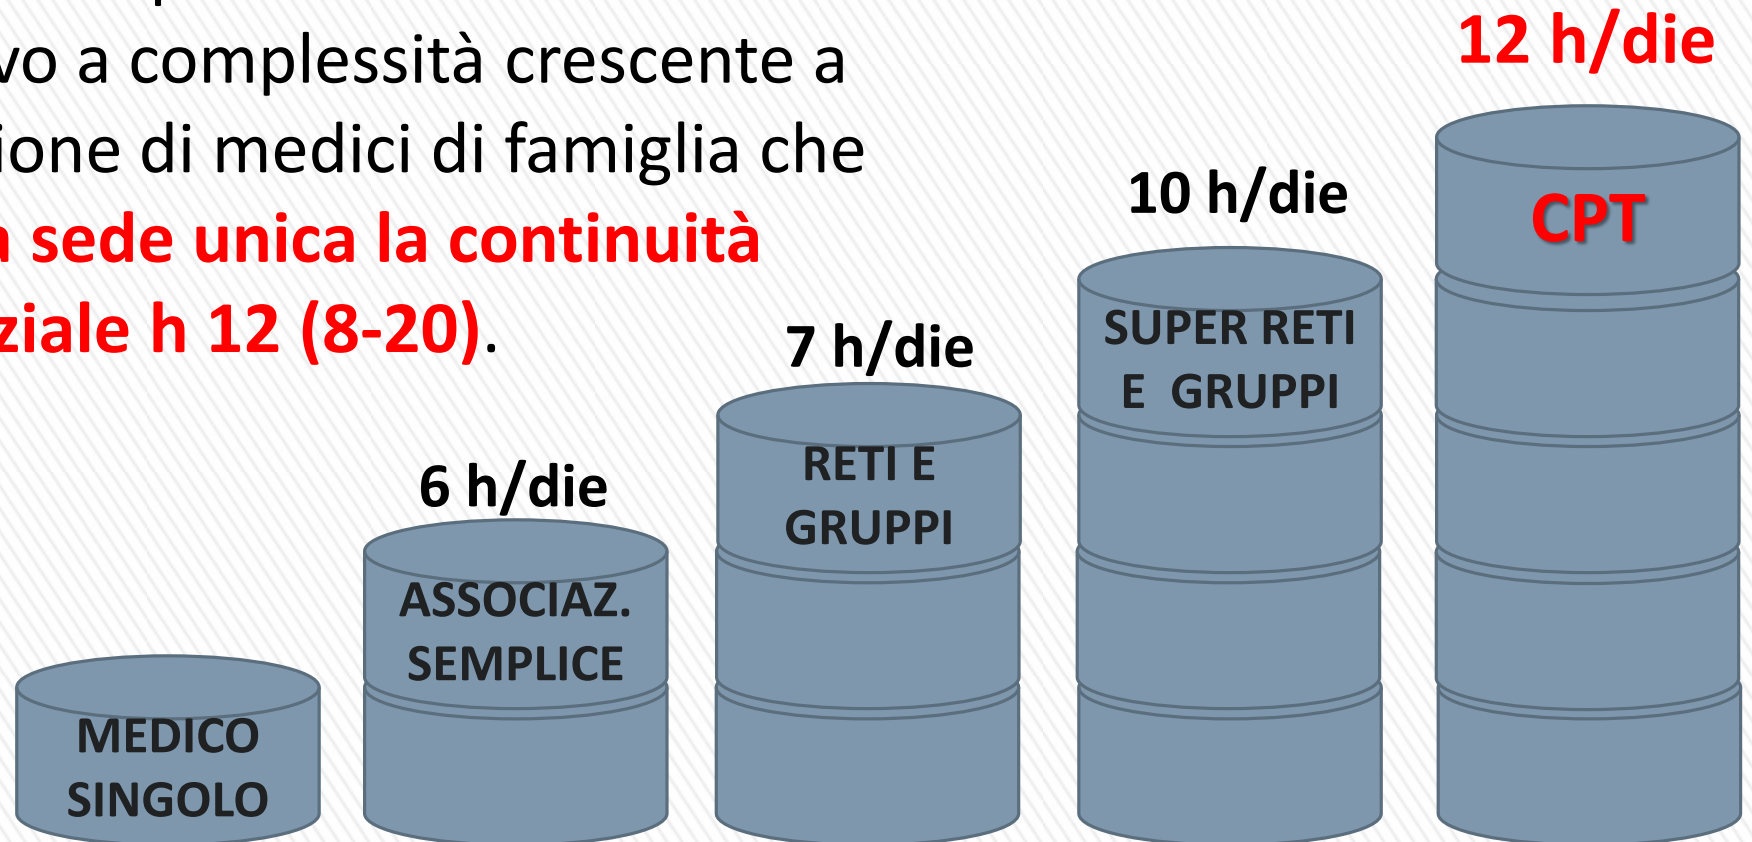 vo a complessità crescente a
ione di medici di famiglia che
sede unica la continuità
ziale h 12 (8-20).
12 h/die
CPT
10 h/die
SUPER RETI
E GRUPPI
7 h/die
RETI E
GRUPPI
6 h/die
ASSOCIAZ.
SEMPLICE
MEDICO
SINGOLO